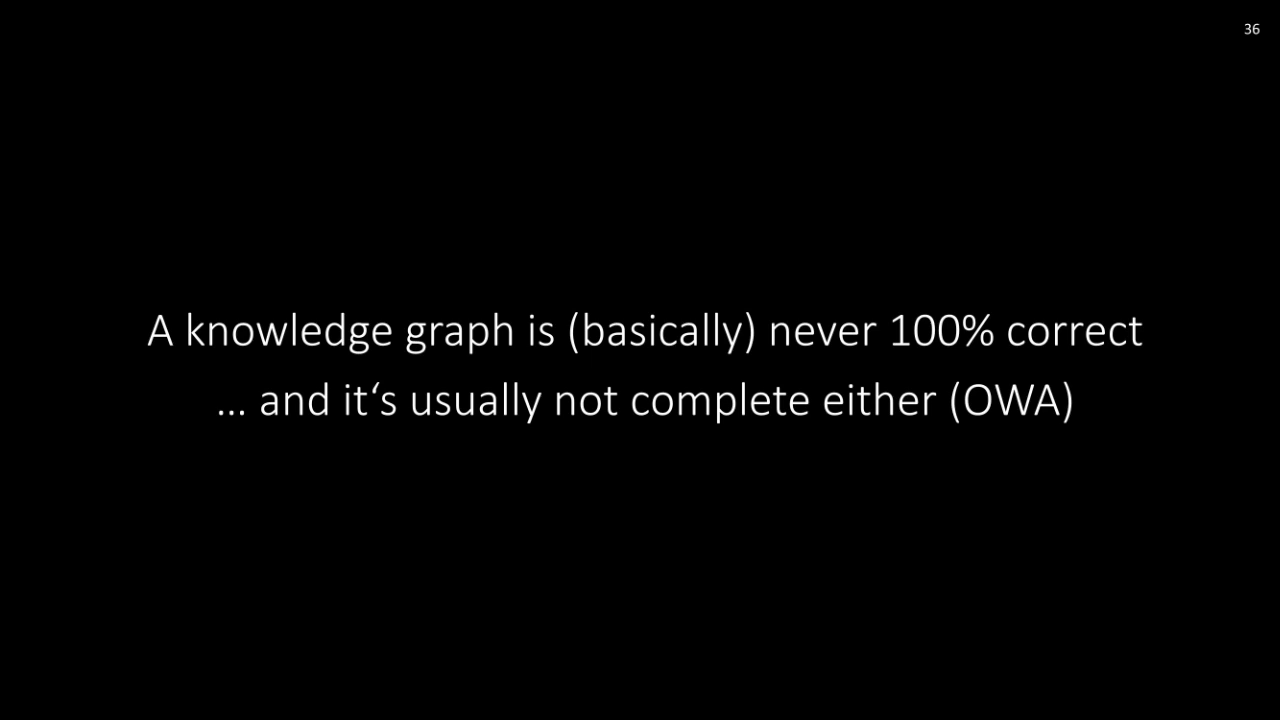 36
A knowledge graph is (basically) never 100% correct
… and it‘s usually not complete either (OWA)